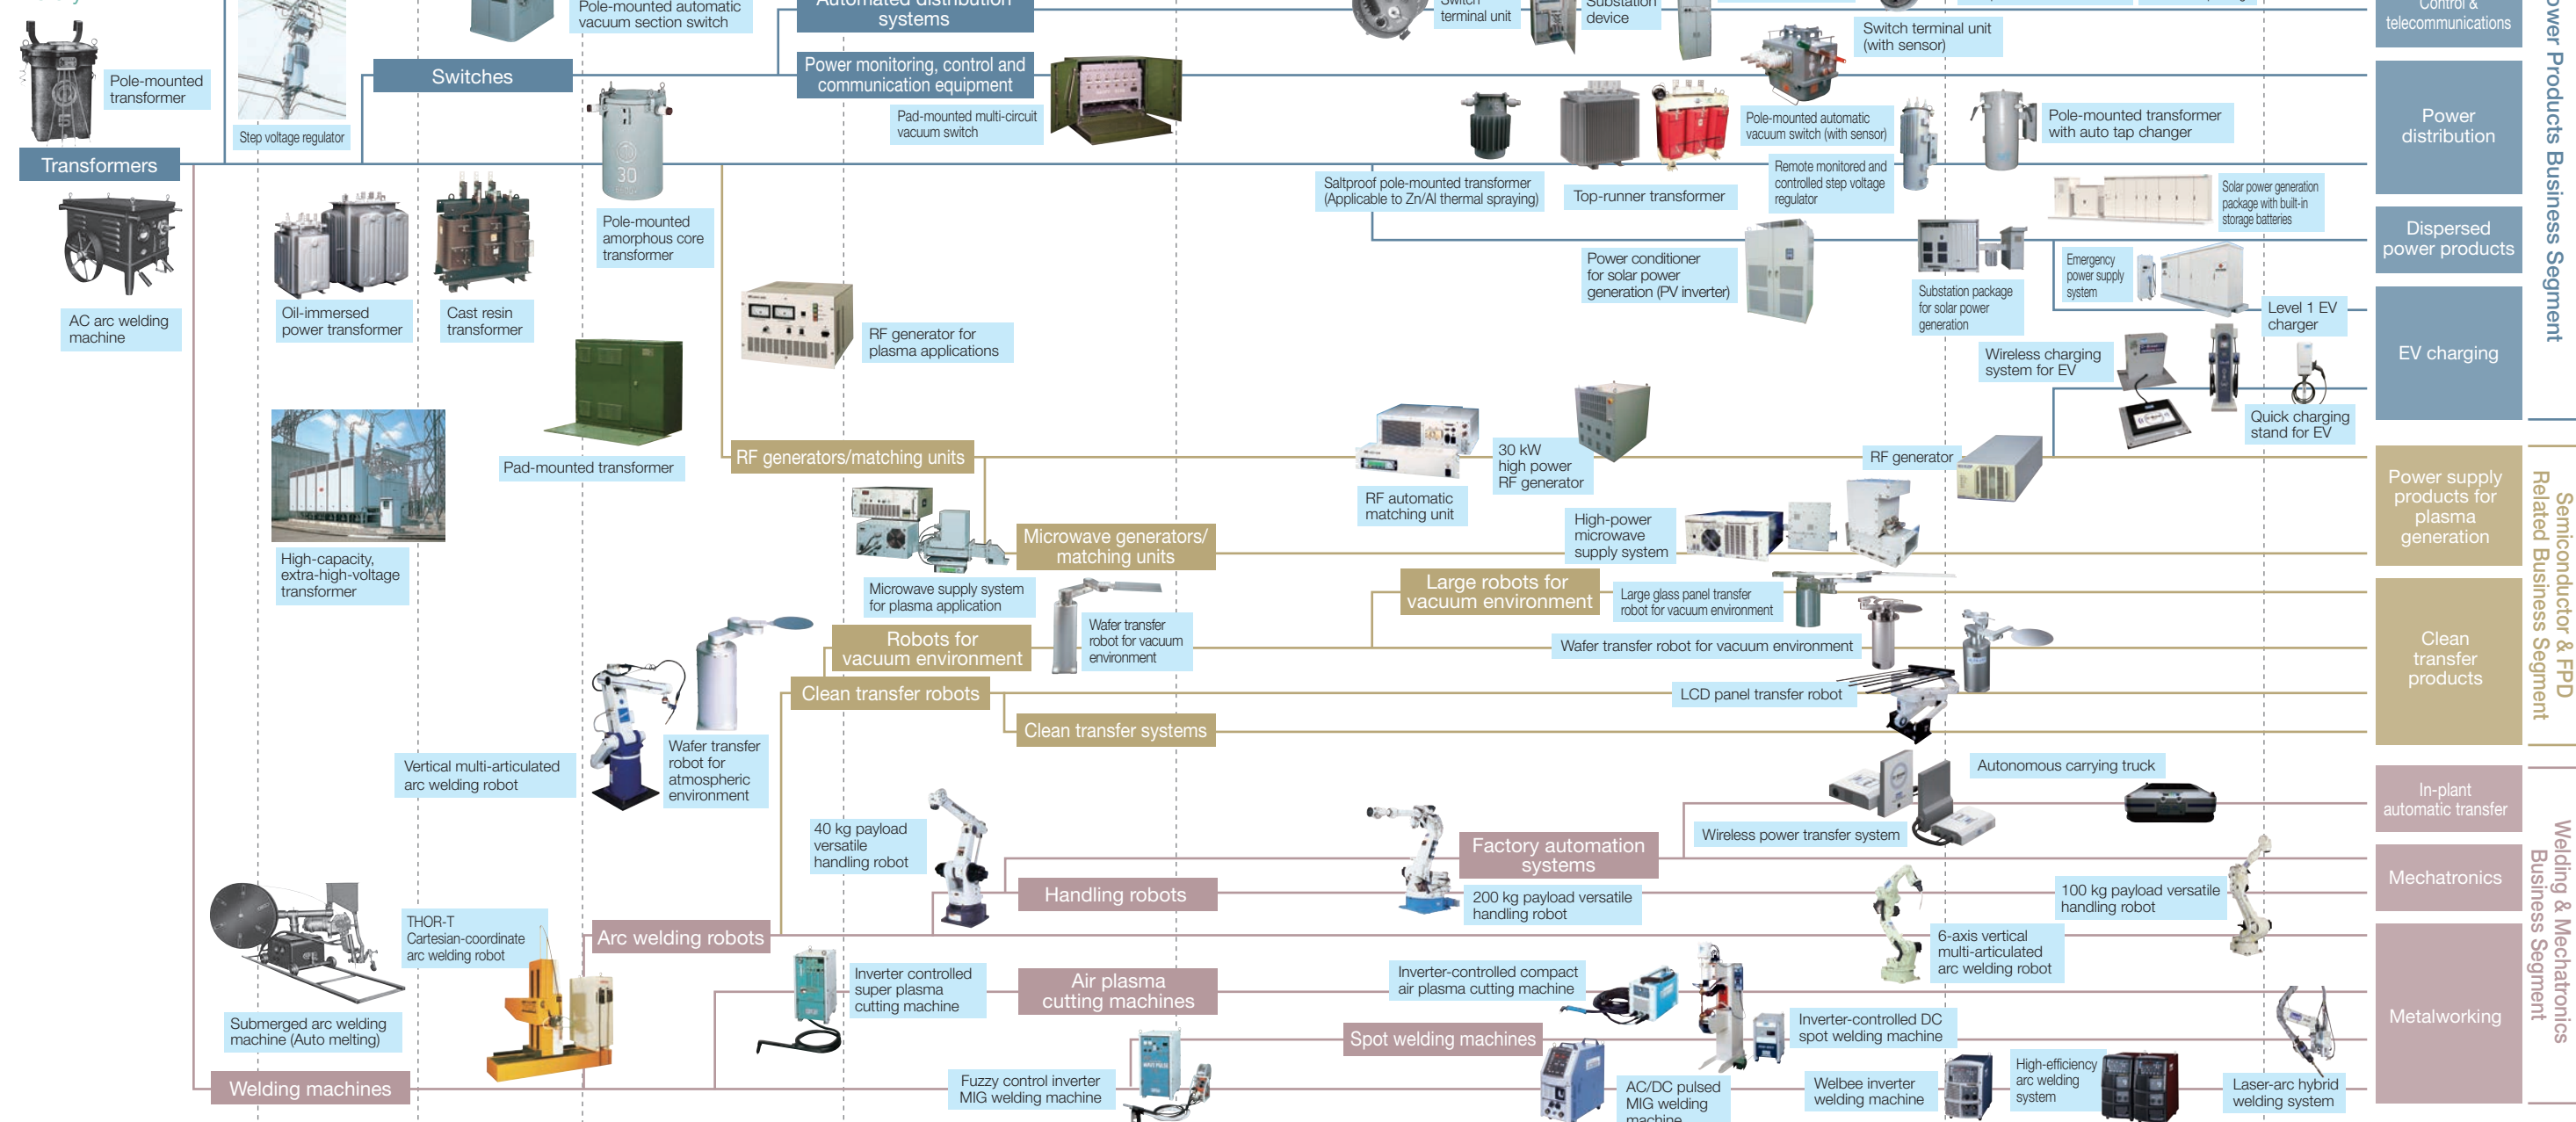 Pole-mounted automatic
vacuum section switch
Automated distribution
systems
Switch
terminal unit
Substation
device
Switch terminal unit
(with sensor)
Control &
telecommunications
Power Products Business Segment
Pole-mounted
transformer
Step voltage regulator
Switches
Power monitoring, control and
communication equipment
Pad-mounted multi-circuit
vacuum switch
Pole-mounted automatic
vacuum switch (with sensor)
Pole-mounted transformer
with auto tap changer
Power
distribution
Transformers
30
Pole-mounted
amorphous core
transformer
Saltproof pole-mounted transformer
(Applicable to Zn/Al thermal spraying)
Top-runner transformer
Remote monitored and
controlled step voltage
regulator
Solar power generation
package with built-in
storage batteries
Dispersed
power products
AC arc welding
machine
Oil-immersed
power transformer
Cast resin
transformer
RF generator for
plasma applications
Power conditioner
for solar power
generation (PV inverter)
Substation package
for solar power
generation
Emergency
power supply
system
Level 1 EV
charger
EV charging
Wireless charging
system for EV
Quick charging
stand for EV
High-capacity,
extra-high-voltage
transformer
Pad-mounted transformer
RF generators/matching units
RF automatic
matching unit
30 kW
high power
RF generator
RF generator
Power supply
products for
plasma
generation
Semiconductor & FPD
Related Business Segment
Microwave generators/
matching units
Microwave supply system
for plasma application
High-power
microwave
supply system
Large robots for
vacuum environment
Large glass panel transfer
robot for vacuum environment
Robots for
vacuum environment
Wafer transfer
robot for vacuum
environment
Wafer transfer robot for vacuum environment
Clean
transfer
products
Clean transfer robots
LCD panel transfer robot
Clean transfer systems
Vertical multi-articulated
arc welding robot
Wafer transfer
robot for
atmospheric
environment
Autonomous carrying truck
Wireless power transfer system
In-plant
automatic transfer
Welding & Mechatronics
Business Segment
40 kg payload
versatile
handling robot
Factory automation
systems
Mechatronics
Handling robots
200 kg payload versatile
handling robot
100 kg payload versatile
handling robot
THOR-T
Cartesian-coordinate
arc welding robot
Arc welding robots
6-axis vertical
multi-articulated
arc welding robot
Inverter controlled
super plasma
cutting machine
Air plasma
cutting machines
Inverter-controlled compact
air plasma cutting machine
Metalworking
Submerged arc welding
machine (Auto melting)
Spot welding machines
Inverter-controlled DC
spot welding machine
Welding machines
Fuzzy control inverter
MIG welding machine
AC/DC pulsed
MIG welding
machine
Welbee inverter
welding machine
High-efficiency
arc welding
system
Laser-arc hybrid
welding system